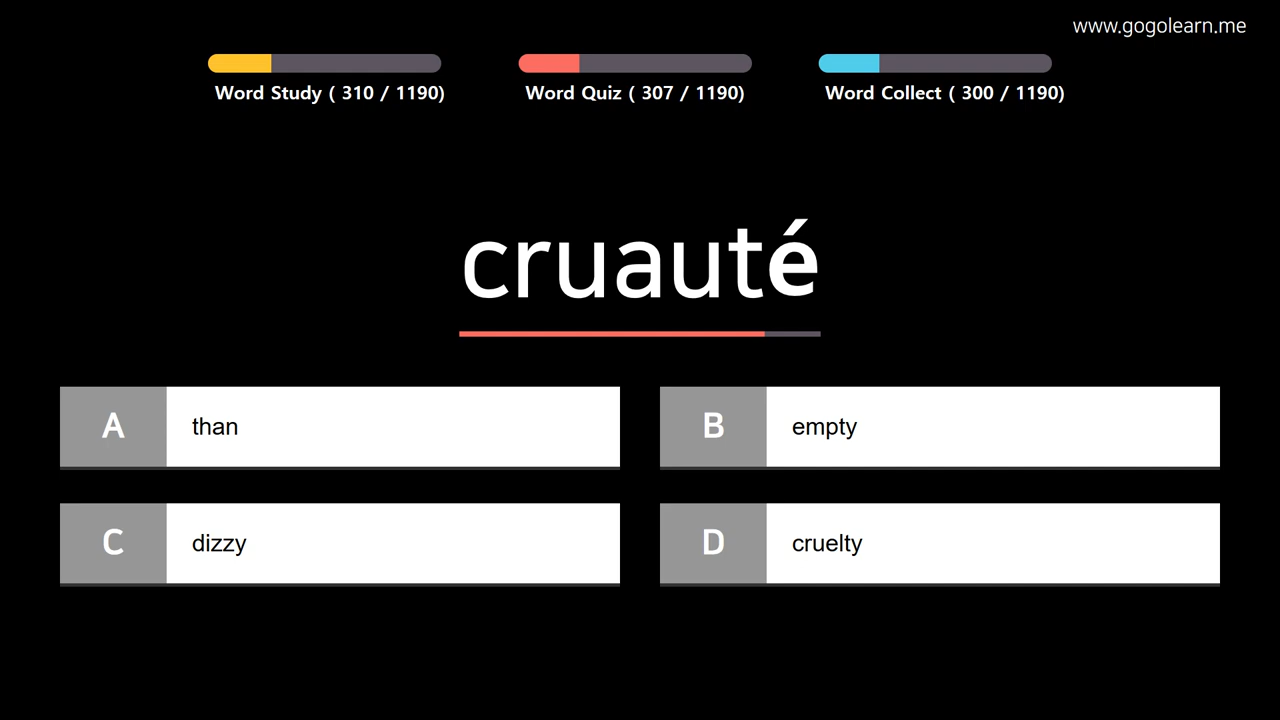 www.gogolearn.me
Word Study ( 310 / 1190)
Word Quiz ( 307 / 1190)
Word Collect ( 300 / 1190)
cruauté
A than
B empty
C dizzy
D cruelty